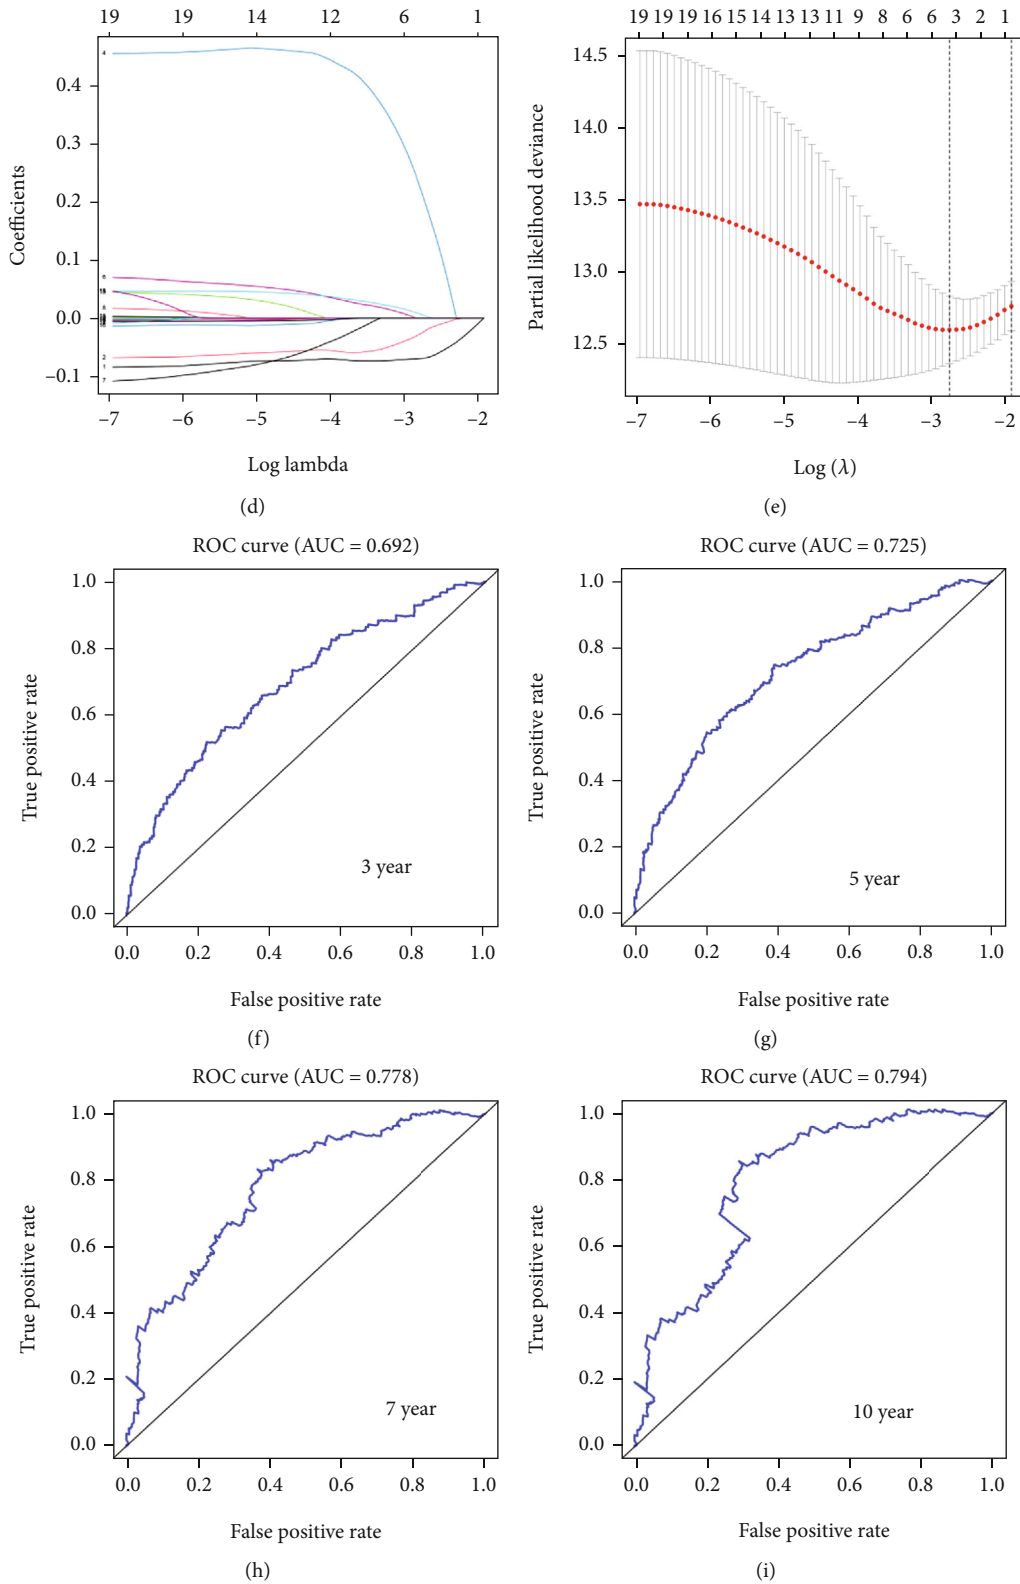 19 19 14 12 6 1
0.4
0.3
0.2
0.1
0.0
−0.1
Coefficients
4
2
1
7
−7 −6 −5 −4 −3 −2
Log lambda
(d)
19 19 19 16 15 14 13 13 11 9 8 6 6 3 2 1
14.5
14.0
13.5
13.0
12.5
Partial likelihood deviance
−7 −6 −5 −4 −3 −2
Log (λ)
(e)
ROC curve (AUC = 0.692)
1.0
0.8
0.6
0.4
0.2
0.0
True positive rate
3 year
0.0 0.2 0.4 0.6 0.8 1.0
False positive rate
(f)
ROC curve (AUC = 0.725)
1.0
0.8
0.6
0.4
0.2
0.0
True positive rate
5 year
0.0 0.2 0.4 0.6 0.8 1.0
False positive rate
(g)
ROC curve (AUC = 0.778)
1.0
0.8
0.6
0.4
0.2
0.0
True positive rate
7 year
0.0 0.2 0.4 0.6 0.8 1.0
False positive rate
(h)
ROC curve (AUC = 0.794)
1.0
0.8
0.6
0.4
0.2
0.0
True positive rate
10 year
0.0 0.2 0.4 0.6 0.8 1.0
False positive rate
(i)